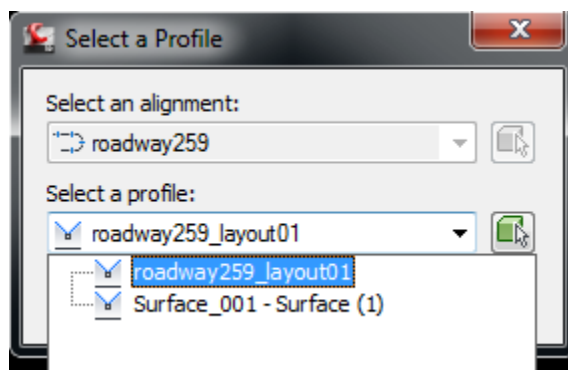 Select a Profile
Select an alignment:
roadway259
Select a profile:
roadway259_layout01
roadway259_layout01
Surface_001 - Surface (1)